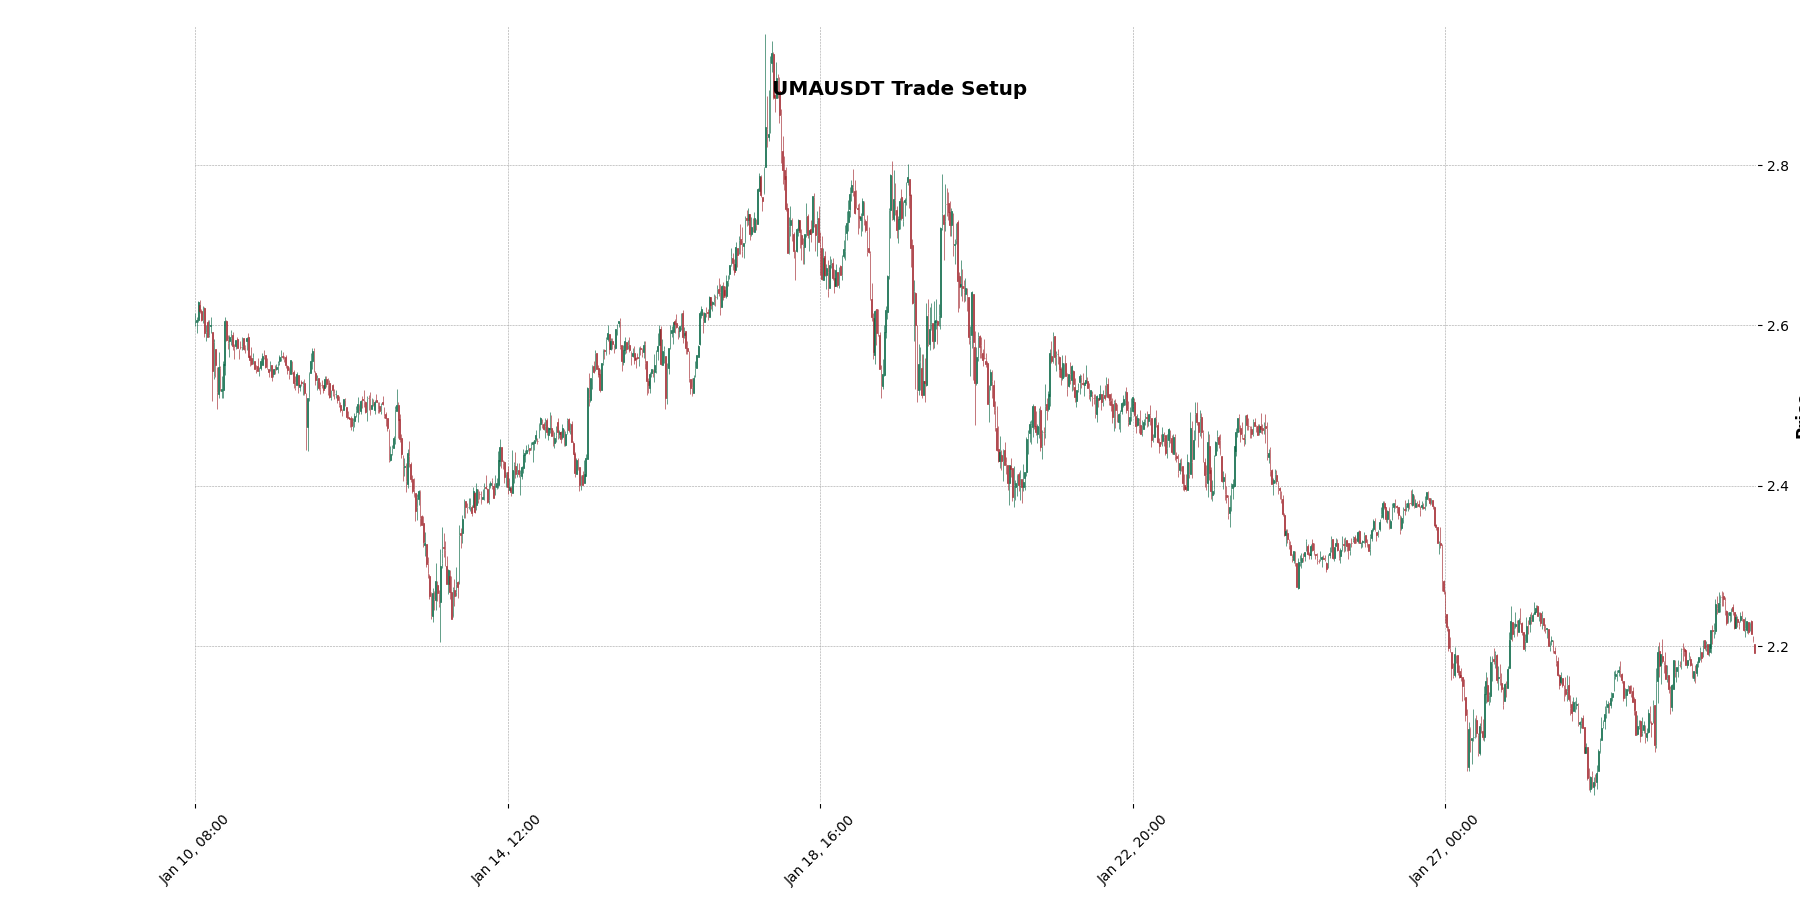 UMAUSDT Trade Setup
2.8
2.6
2.4
2.2
Jan 10, 08:00
Jan 14, 12:00
Jan 18, 16:00
Jan 22, 20:00
Jan 27, 00:00